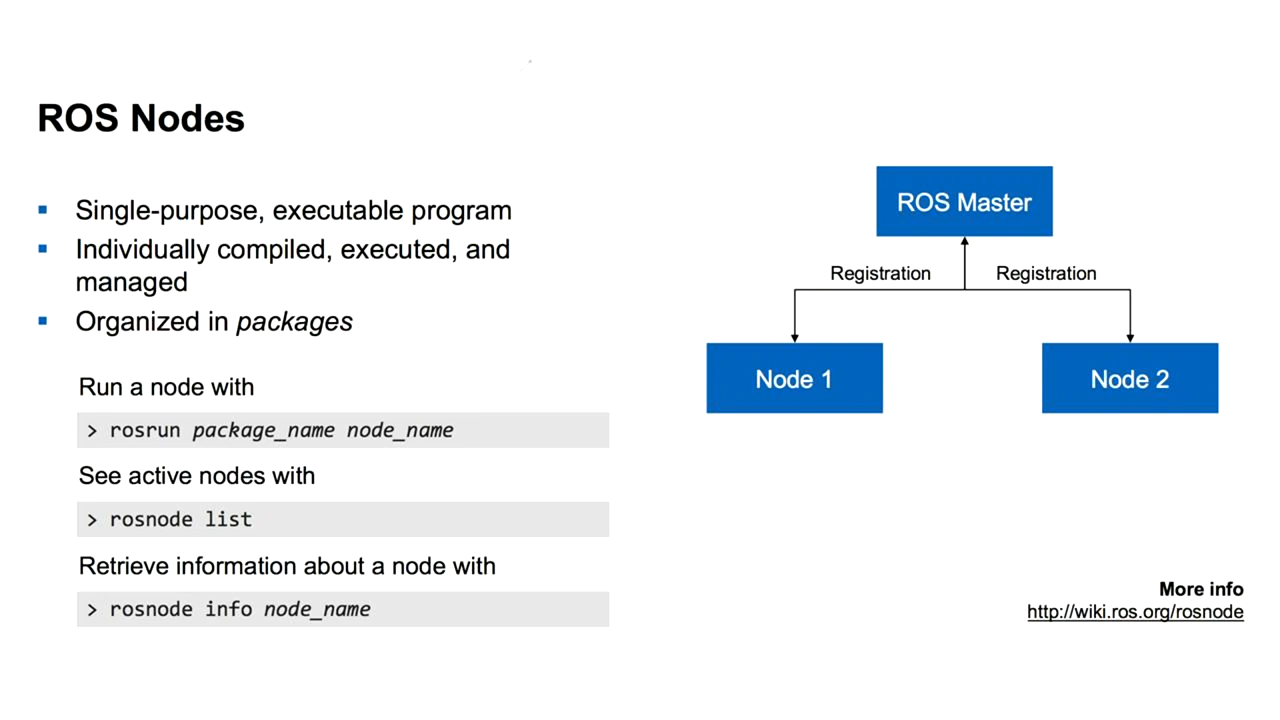 ROS Nodes
▪ Single-purpose, executable program
▪ Individually compiled, executed, and
managed
▪ Organized in packages
Run a node with
> rosrun package_name node_name
See active nodes with
> rosnode list
Retrieve information about a node with
> rosnode info node_name
ROS Master
Registration
Registration
Node 1
Node 2
More info
http://wiki.ros.org/rosnode